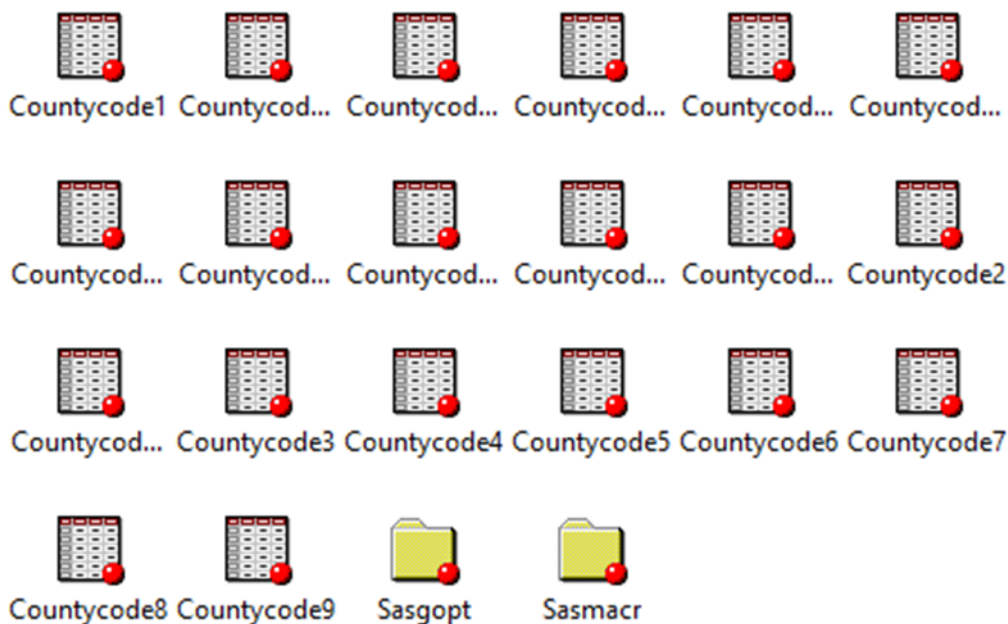 Countycode1 Countycod... Countycod... Countycod... Countycod... Countycod...
Countycod... Countycod... Countycod... Countycod... Countycod... Countycode2
Countycod... Countycode3 Countycode4 Countycode5 Countycode6 Countycode7
Countycode8 Countycode9 Sasgopt Sasmacr